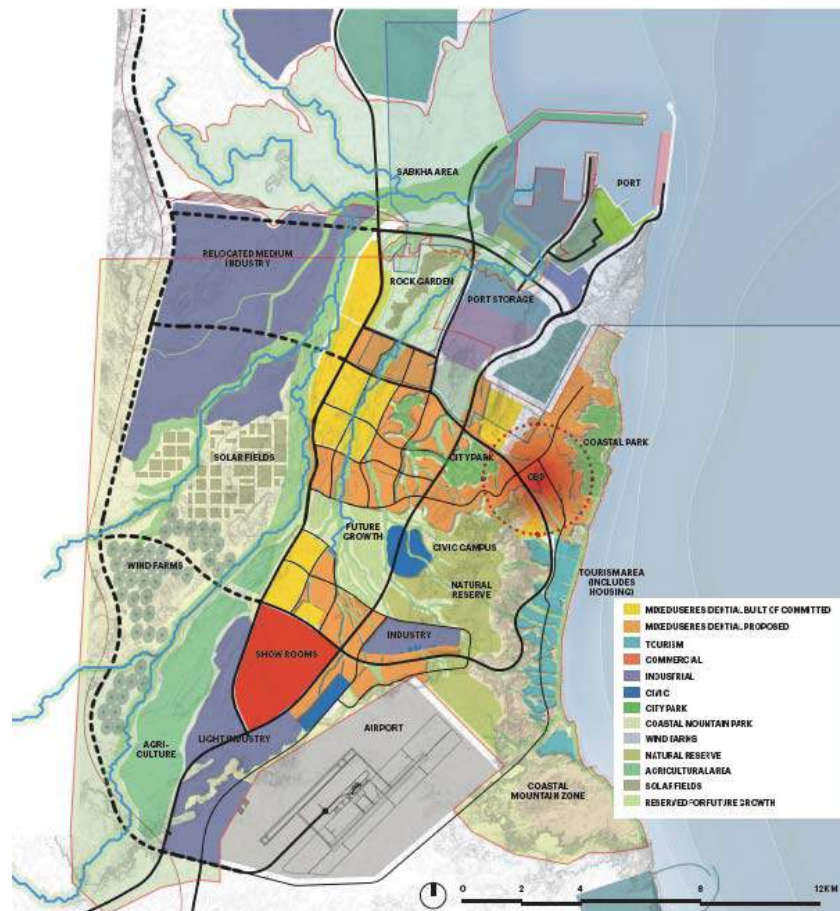 SABKHA AREA
PORT
RELOCATED MEDIUM
INDUSTRY
ROCK GARDEN
PORT STORAGE
COASTAL PARK
SOLAR FIELDS
CITY PARK
CBD
FUTURE
GROWTH
CIVIC CAMPUS
WIND FARMS
NATURAL
RESERVE
TOURISM AREA
(INCLUDES
HOUSING)
INDUSTRY
SHOW ROOMS
AIRPORT
LIGHT INDUSTRY
AGRI-
CULTURE
COASTAL
MOUNTAIN ZONE
MIXED USE RESIDENTIAL BUILT OF COMMITTED
MIXED USE RESIDENTIAL PROPOSED
TOURISM
COMMERCIAL
INDUSTRIAL
CIVIC
CITY PARK
COASTAL MOUNTAIN PARK
WIND FARMS
NATURAL RESERVE
AGRICULTURAL AREA
SOLAR FIELDS
RESERVED FOR FUTURE GROWTH
0 2 4 8 12KM